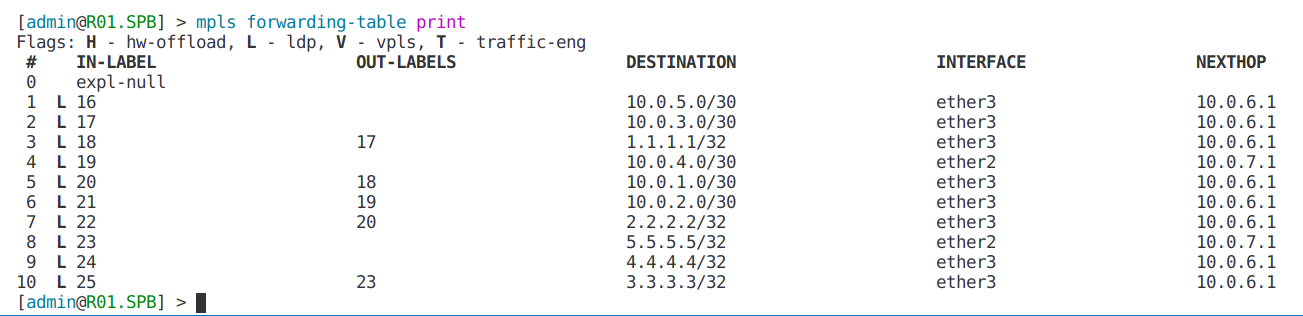 [admin@R01.SPB] > mpls forwarding-table print
Flags: H - hw-offload, L - ldp, V - vpls, T - traffic-eng
 #    IN-LABEL                    OUT-LABELS                 DESTINATION                    INTERFACE                 NEXTHOP
 0    expl-null
 1  L 16                                                     10.0.5.0/30                    ether3                    10.0.6.1
 2  L 17                                                     10.0.3.0/30                    ether3                    10.0.6.1
 3  L 18                          17                         1.1.1.1/32                     ether3                    10.0.6.1
 4  L 19                                                     10.0.4.0/30                    ether2                    10.0.7.1
 5  L 20                          18                         10.0.1.0/30                    ether3                    10.0.6.1
 6  L 21                          19                         10.0.2.0/30                    ether3                    10.0.6.1
 7  L 22                          20                         2.2.2.2/32                     ether3                    10.0.6.1
 8  L 23                                                     5.5.5.5/32                     ether2                    10.0.7.1
 9  L 24                                                     4.4.4.4/32                     ether3                    10.0.6.1
10  L 25                          23                         3.3.3.3/32                     ether3                    10.0.6.1
[admin@R01.SPB] >